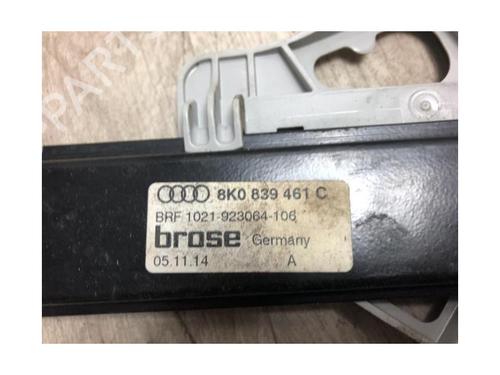 8K0 839 461 C
BRF 1021-923064-106
brose Germany
05.11.14 A